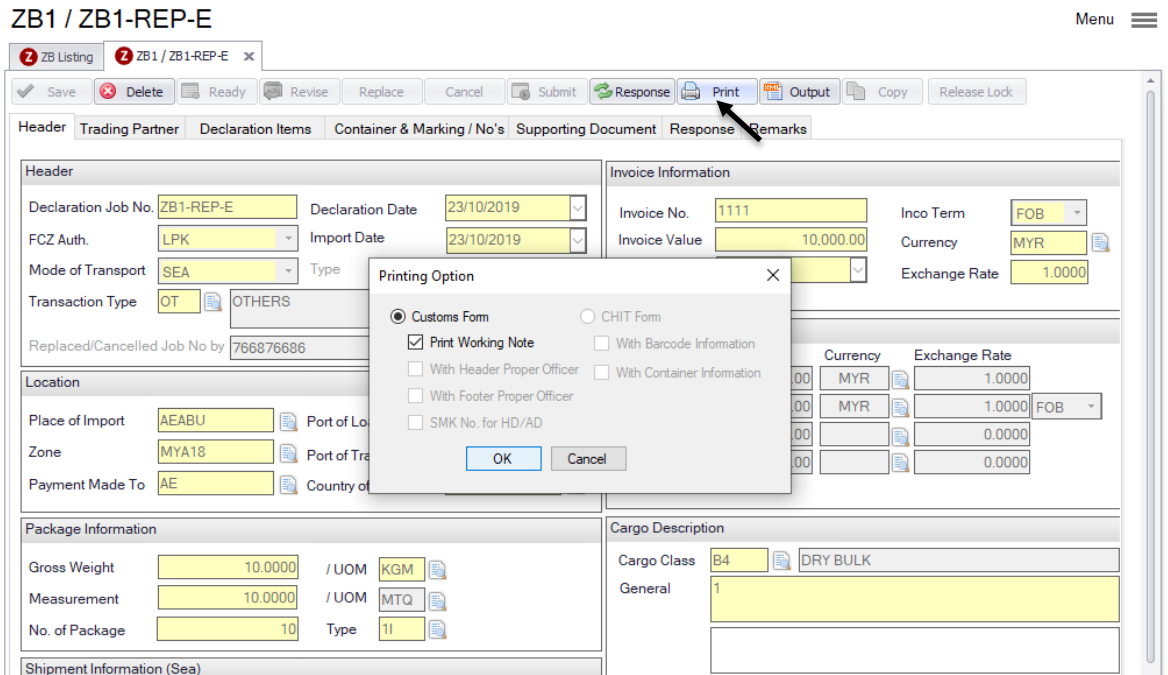 ZB1 / ZB1-REP-E
Menu
ZB Listing
ZB1 / ZB1-REP-E
Save
Delete
Ready
Revise
Replace
Cancel
Submit
Response
Print
Output
Copy
Release Lock
Header
Trading Partner
Declaration Items
Container & Marking / No's
Supporting Document
Response
Remarks
Header
Declaration Job No. ZB1-REP-E
Declaration Date 23/10/2019
FCZ Auth. LPK
Import Date 23/10/2019
Mode of Transport SEA
Type
Transaction Type OT OTHERS
Replaced/Cancelled Job No by 766876686
Invoice Information
Invoice No. 1111
Inco Term FOB
Invoice Value 10,000.00
Currency MYR
Exchange Rate 1.0000
Printing Option
Customs Form
CHIT Form
Print Working Note
With Barcode Information
With Header Proper Officer
With Container Information
With Footer Proper Officer
SMK No. for HD/AD
OK
Cancel
Currency Exchange Rate
.00 MYR 1.0000
.00 MYR 1.0000 FOB
.00 0.0000
.00 0.0000
Location
Place of Import AEABU
Port of Lo
Zone MYA18
Port of Tra
Payment Made To AE
Country of
Package Information
Gross Weight 10.0000 / UOM KGM
Measurement 10.0000 / UOM MTQ
No. of Package 10 Type 1I
Cargo Description
Cargo Class B4 DRY BULK
General 1
Shipment Information (Sea)